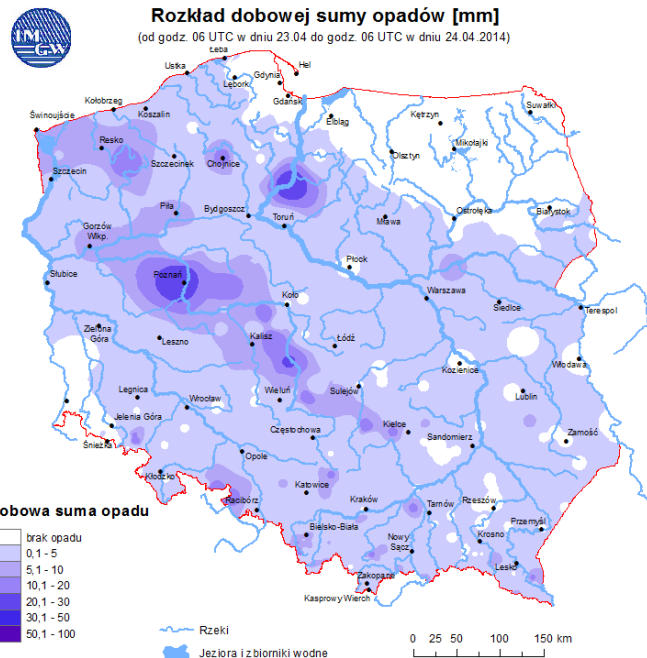 IM
GW
Rozkład dobowej sumy opadów [mm]
(od godz. 06 UTC w dniu 23.04 do godz. 06 UTC w dniu 24.04.2014)
Łeba
Ustka
Hel
Lębork
Gdynia
Gdańsk
Kołobrzeg
Koszalin
Suwałki
Świnoujście
Elbląg
Kętrzyn
Resko
Mikołajki
Szczecinek
Chojnice
Olsztyn
Szczecin
Piła
Bydgoszcz
Toruń
Mława
Ostrołęka
Białystok
Gorzów
Wlkp.
Płock
Słubice
Poznań
Koło
Warszawa
Siedlce
Terespol
Zielona
Góra
Leszno
Kalisz
Łódź
Kozienice
Włodawa
Legnica
Wrocław
Wieluń
Sulejów
Lublin
Jelenia Góra
Częstochowa
Kielce
Sandomierz
Zamość
Śnieżka
Opole
Kłodzko
Katowice
Racibórz
Kraków
Tarnów
Rzeszów
Przemyśl
Bielsko-Biała
Nowy
Sącz
Krosno
Lesko
Zakopane
Kasprowy Wierch
obowa suma opadu
brak opadu
0,1 - 5
5,1 - 10
10,1 - 20
20,1 - 30
30,1 - 50
50,1 - 100
Rzeki
Jeziora i zbiorniki wodne
0 25 50 100 150 km